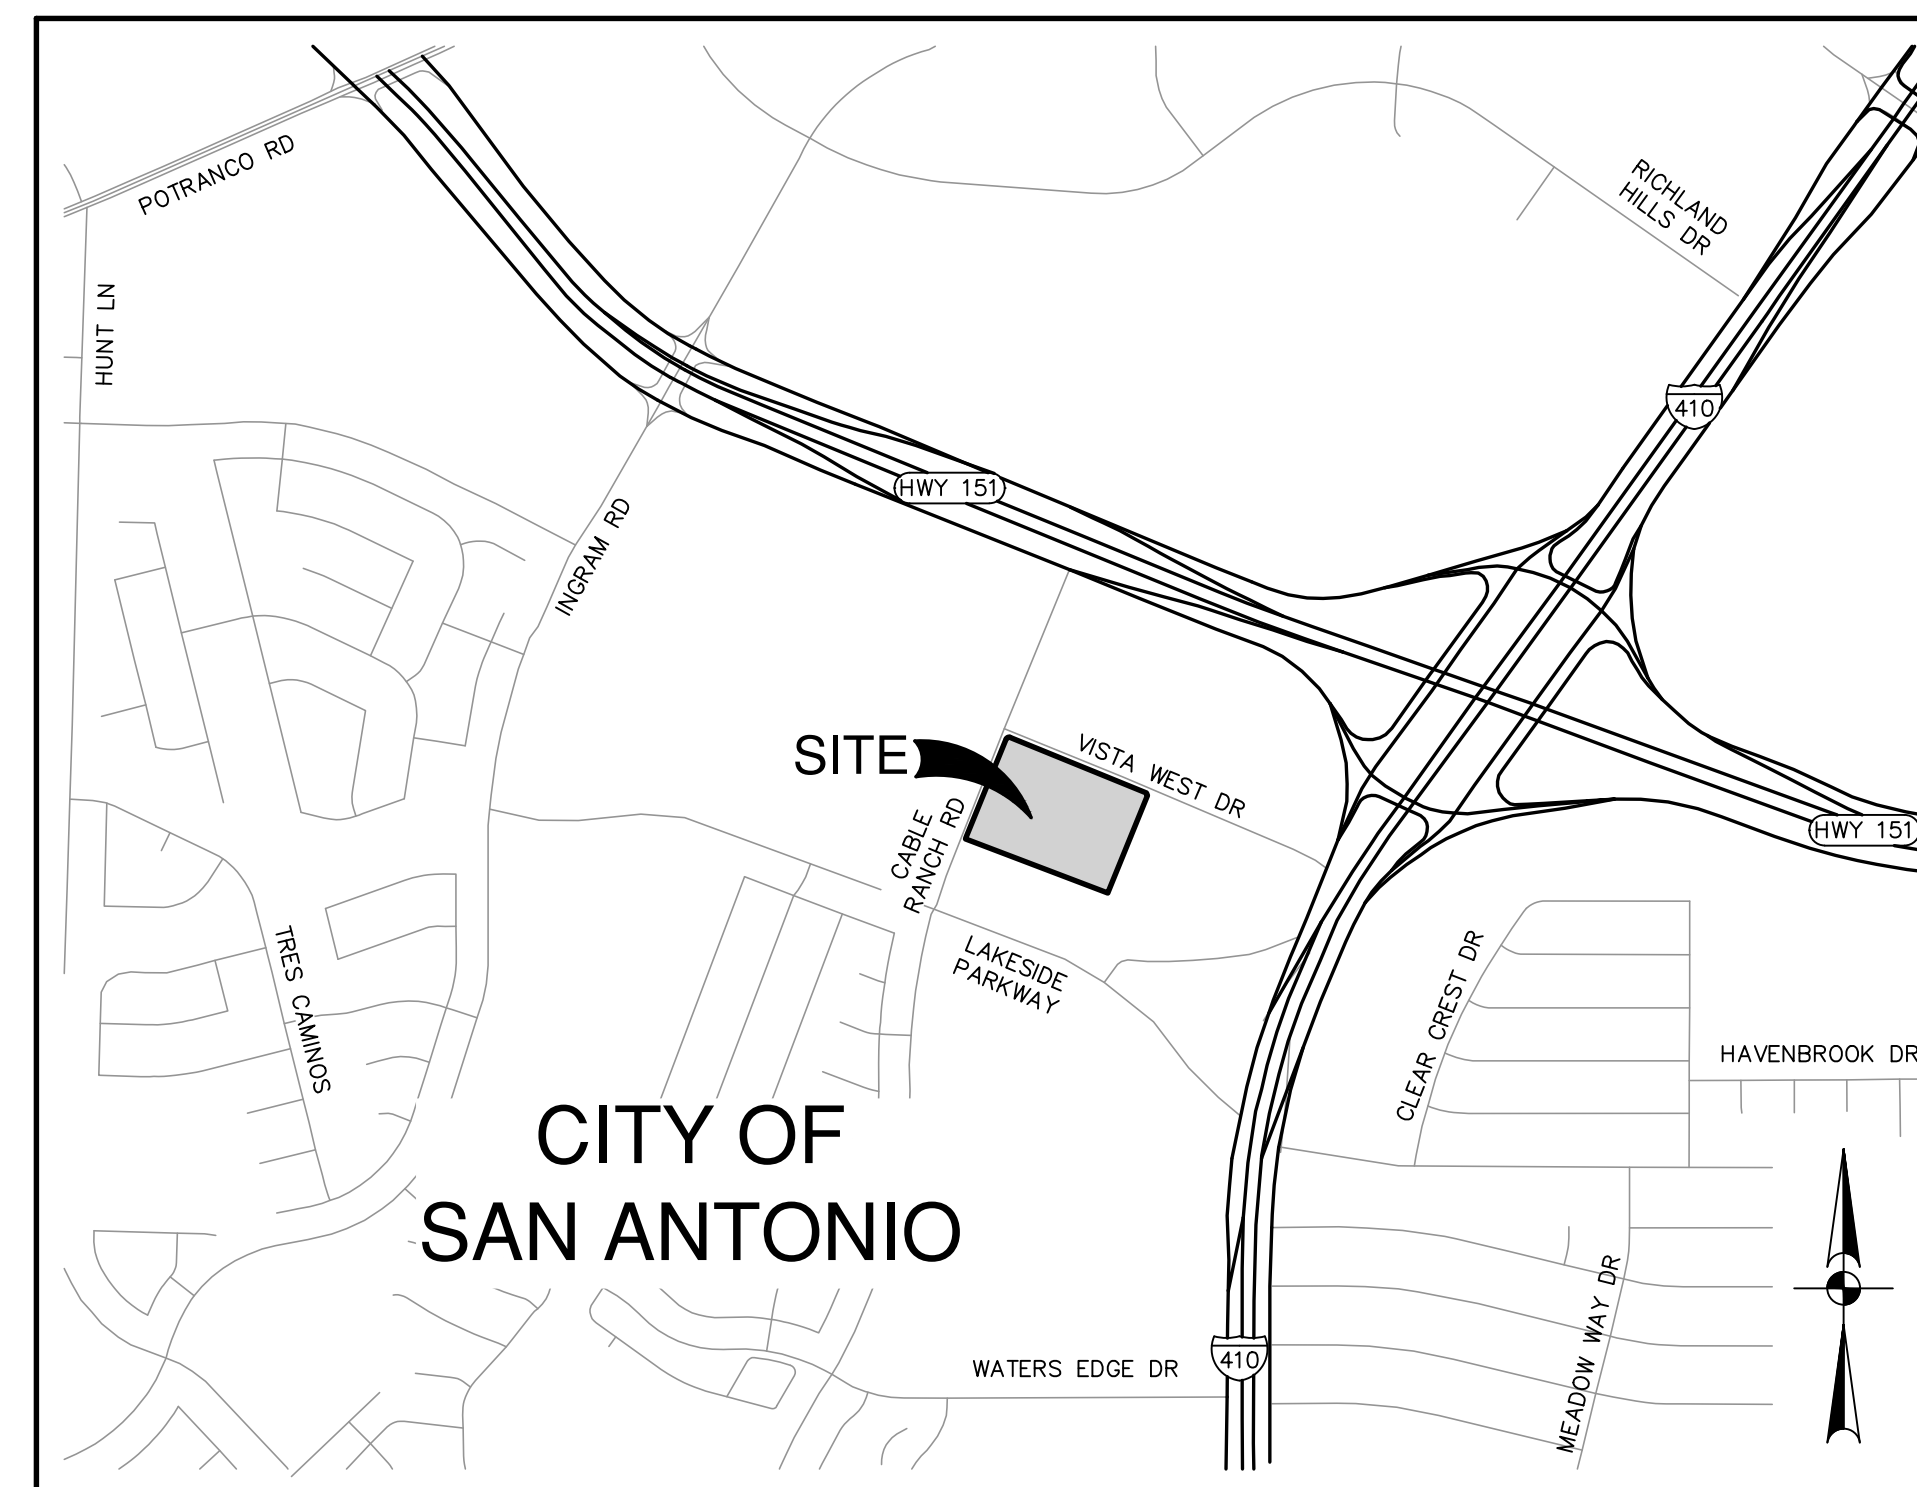 POTRANCO RD
RICHLAND
HILLS DR
HUNT LN
410
HWY 151
INGRAM RD
SITE
VISTA WEST DR
CABLE
RANCH RD
HWY 151
TRES CAMINOS
LAKESIDE
PARKWAY
CLEAR CREST DR
HAVENBROOK DR
CITY OF
SAN ANTONIO
MEADOW WAY DR
WATERS EDGE DR
410